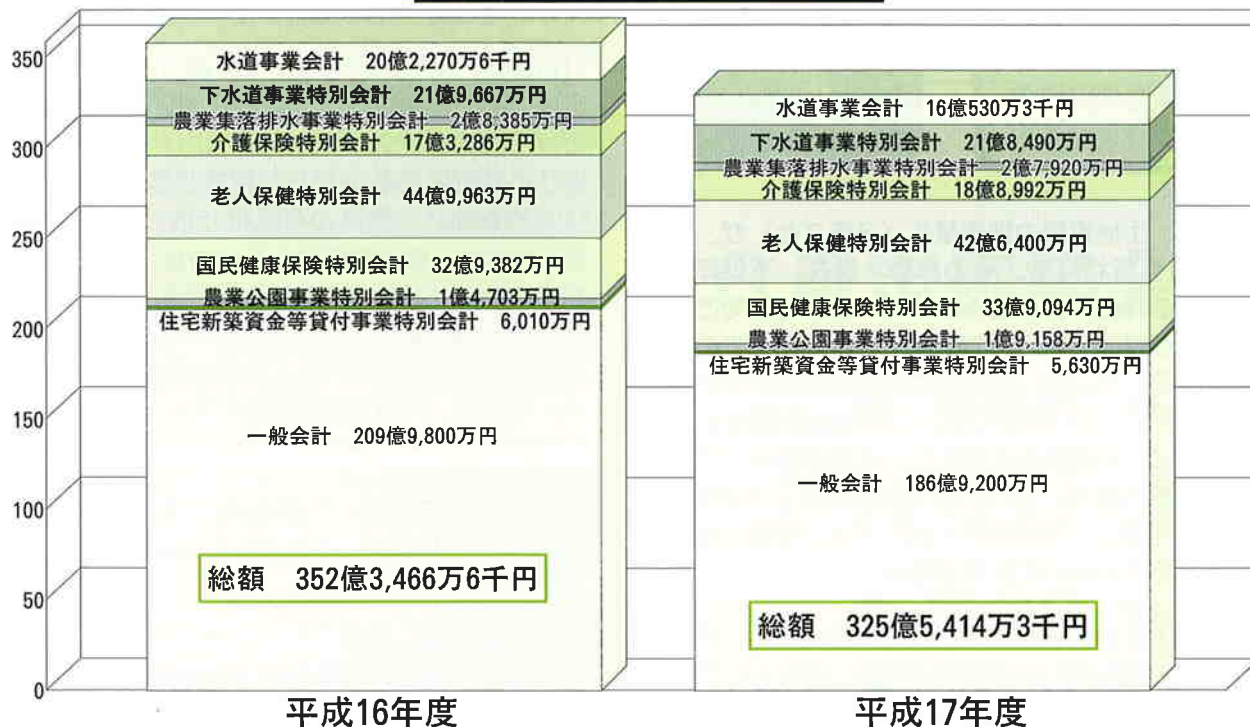 350
300
250
200
150
100
50
0
水道事業会計 20億2,270万6千円
下水道事業特別会計 21億9,667万円
農業集落排水事業特別会計 2億8,385万円
介護保険特別会計 17億3,286万円
老人保健特別会計 44億9,963万円
国民健康保険特別会計 32億9,382万円
農業公園事業特別会計 1億4,703万円
住宅新築資金等貸付事業特別会計 6,010万円
一般会計 209億9,800万円
総額 352億3,466万6千円
平成16年度
水道事業会計 16億530万3千円
下水道事業特別会計 21億8,490万円
農業集落排水事業特別会計 2億7,920万円
介護保険特別会計 18億8,992万円
老人保健特別会計 42億6,400万円
国民健康保険特別会計 33億9,094万円
農業公園事業特別会計 1億9,158万円
住宅新築資金等貸付事業特別会計 5,630万円
一般会計 186億9,200万円
総額 325億5,414万3千円
平成17年度